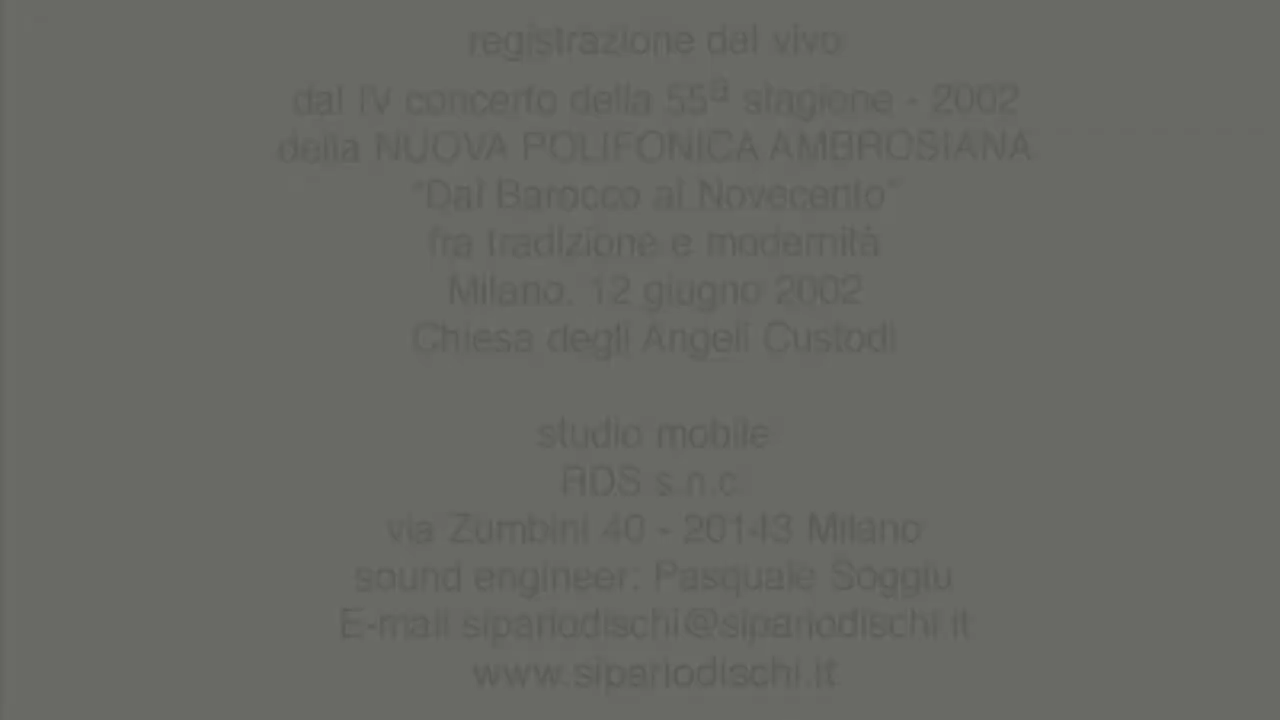 registrazione dal vivo
dal IV concerto della 55ª stagione - 2002
della NUOVA POLIFONICA AMBROSIANA
"Dal Barocco al Novecento"
fra tradizione e modernità
Milano, 12 giugno 2002
Chiesa degli Angeli Custodi
studio mobile
RDS s.n.c.
via Zumbini 40 - 20143 Milano
sound engineer: Pasquale Soggiu
E-mail sipariodischi@sipariodischi.it
www.sipariodischi.it